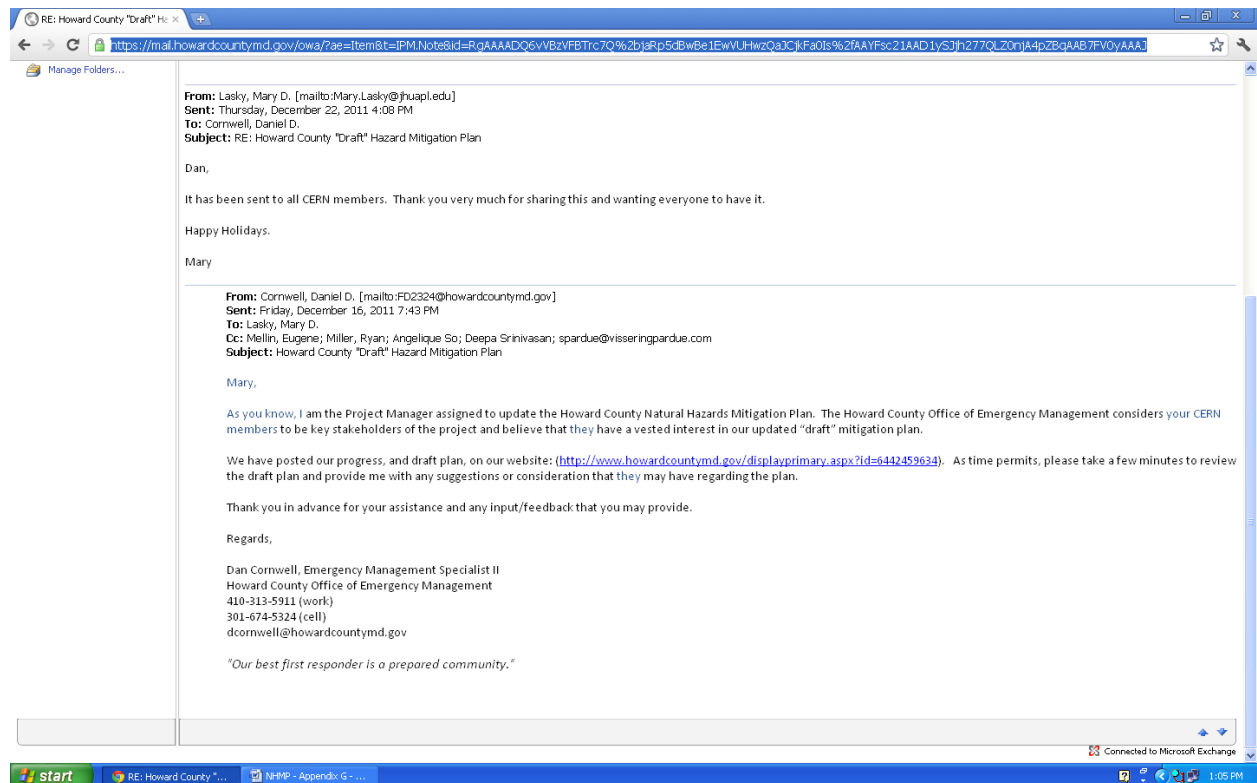 RE: Howard County "Draft" Ha
https://mail.howardcountymd.gov/owa/?ae=Item&t=IPM.Note&id=RgAAAADQ6vVBzVFBTrc7Q%2bjaRp5dBwBe1EwVUHwzQaJCjkFa0Is%2fAAYFsc21AAD1ySJjh277QLZ0njA4pZBqAAB7FV0yAAAJ
Manage Folders...
From: Lasky, Mary D. [mailto:Mary.Lasky@jhuapl.edu]
Sent: Thursday, December 22, 2011 4:08 PM
To: Cornwell, Daniel D.
Subject: RE: Howard County "Draft" Hazard Mitigation Plan
Dan,
It has been sent to all CERN members. Thank you very much for sharing this and wanting everyone to have it.
Happy Holidays.
Mary
From: Cornwell, Daniel D. [mailto:FD2324@howardcountymd.gov]
Sent: Friday, December 16, 2011 7:43 PM
To: Lasky, Mary D.
Cc: Mellin, Eugene; Miller, Ryan; Angelique So; Deepa Srinivasan; spardue@visseringpardue.com
Subject: Howard County "Draft" Hazard Mitigation Plan
Mary,
As you know, I am the Project Manager assigned to update the Howard County Natural Hazards Mitigation Plan. The Howard County Office of Emergency Management considers your CERN
members to be key stakeholders of the project and believe that they have a vested interest in our updated “draft” mitigation plan.
We have posted our progress, and draft plan, on our website: (http://www.howardcountymd.gov/displayprimary.aspx?id=6442459634). As time permits, please take a few minutes to review
the draft plan and provide me with any suggestions or consideration that they may have regarding the plan.
Thank you in advance for your assistance and any input/feedback that you may provide.
Regards,
Dan Cornwell, Emergency Management Specialist II
Howard County Office of Emergency Management
410-313-5911 (work)
301-674-5324 (cell)
dcornwell@howardcountymd.gov
"Our best first responder is a prepared community."
Connected to Microsoft Exchange
start
RE: Howard County "...
NHMP - Appendix G - ...
1:05 PM